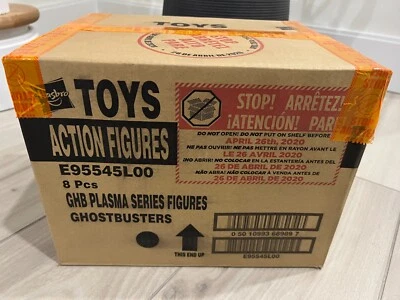 Hasbro
TOYS
ACTION FIGURES
E95545L00
8 Pcs
GHB PLASMA SERIES FIGURES
GHOSTBUSTERS
THIS END UP
STOP! ARRÊTEZ!
¡ATENCIÓN! PARE!
DO NOT OPEN! DO NOT PUT ON SHELF BEFORE
APRIL 26th, 2020
NE PAS OUVRIR! NE PAS METTRE EN RAYON AVANT LE
LE 26 AVRIL 2020
¡NO ABRIR! NO COLOCAR EN LA ESTANTERÍA ANTES DEL
26 DE ABRIL DE 2020
NÃO ABRA! NÃO COLOCAR A VENDA ANTES DE
26 DE ABRIL DE 2020
E95545L00